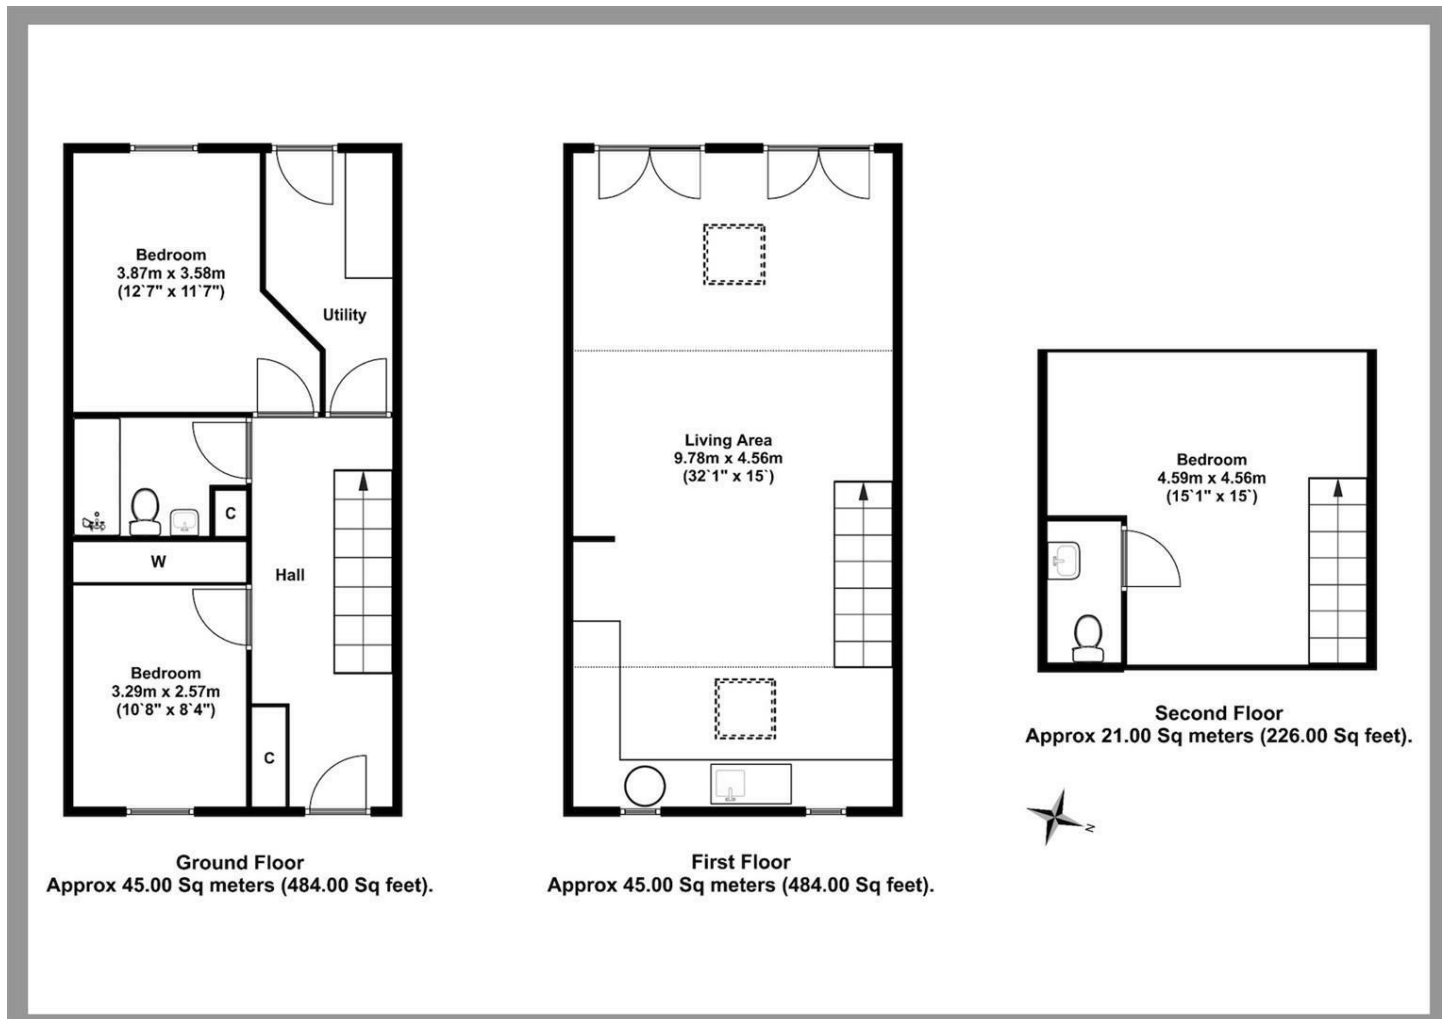 Bedroom
3.87m x 3.58m
(12`7" x 11'7")
Utility
C
W
Hall
Bedroom
3.29m x 2.57m
(10`8" x 8`4")
C
Ground Floor
Approx 45.00 Sq meters (484.00 Sq feet).
Living Area
9.78m x 4.56m
(32`1" x 15`)
First Floor
Approx 45.00 Sq meters (484.00 Sq feet).
Bedroom
4.59m x 4.56m
(15`1" x 15`)
Second Floor
Approx 21.00 Sq meters (226.00 Sq feet).
N